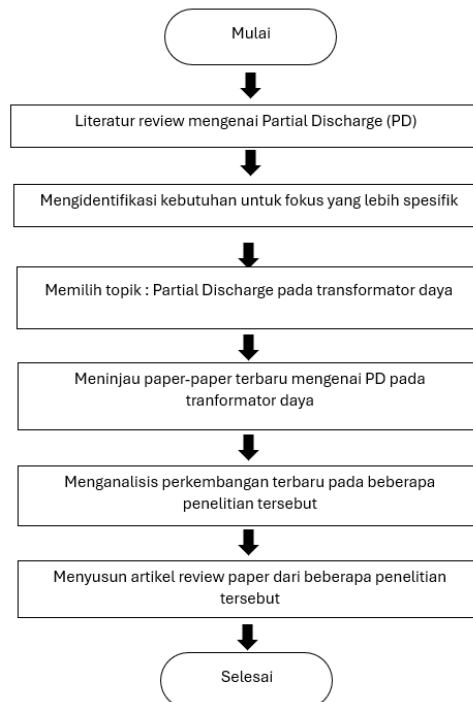 Mulai
Literatur review mengenai Partial Discharge (PD)
Mengidentifikasi kebutuhan untuk fokus yang lebih spesifik
Memilih topik : Partial Discharge pada transformator daya
Meninjau paper-paper terbaru mengenai PD pada
tranformator daya
Menganalisis perkembangan terbaru pada beberapa
penelitian tersebut
Menyusun artikel review paper dari beberapa penelitian
tersebut
Selesai